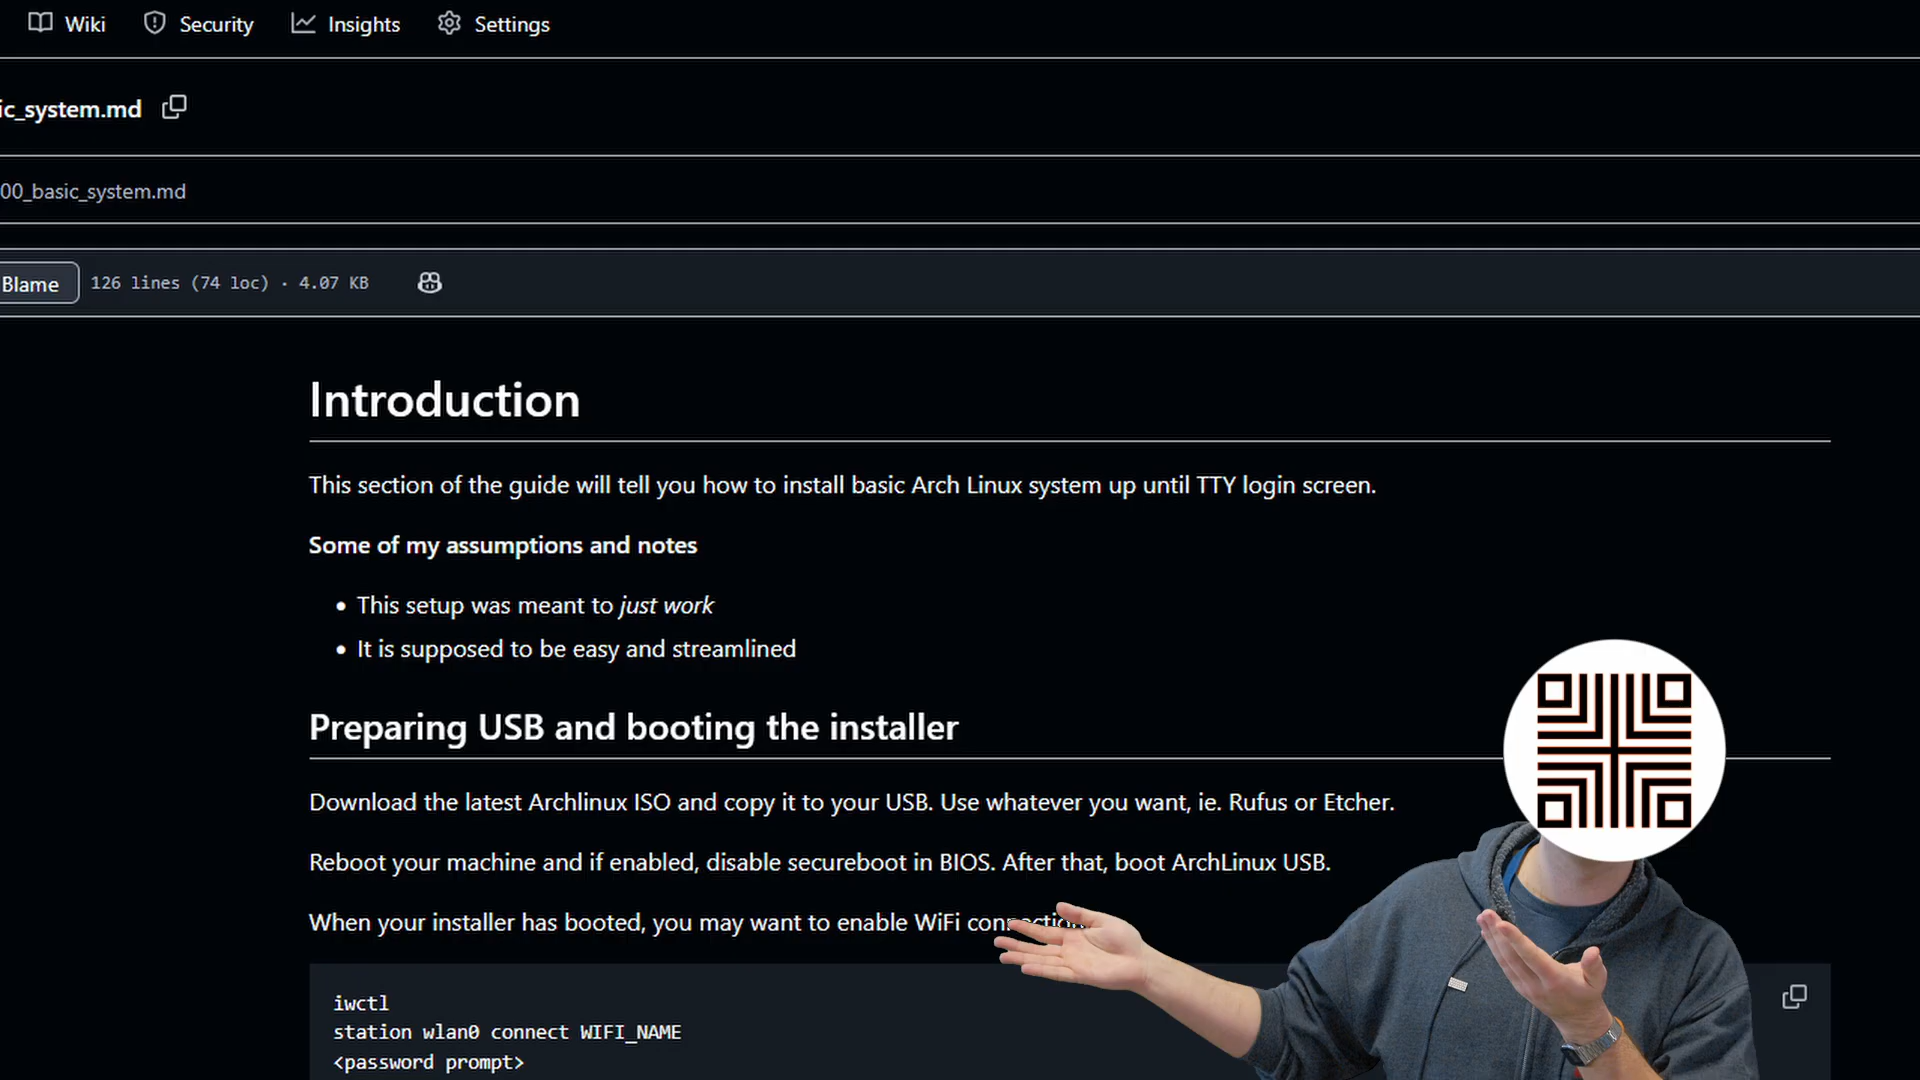 Wiki Security Insights Settings
ic_system.md
00_basic_system.md
Blame 126 lines (74 loc) · 4.07 KB
Introduction
This section of the guide will tell you how to install basic Arch Linux system up until TTY login screen.
Some of my assumptions and notes
• This setup was meant to just work
• It is supposed to be easy and streamlined
Preparing USB and booting the installer
Download the latest Archlinux ISO and copy it to your USB. Use whatever you want, ie. Rufus or Etcher.
Reboot your machine and if enabled, disable secureboot in BIOS. After that, boot ArchLinux USB.
When your installer has booted, you may want to enable WiFi connection
iwctl
station wlan0 connect WIFI_NAME
<password prompt>